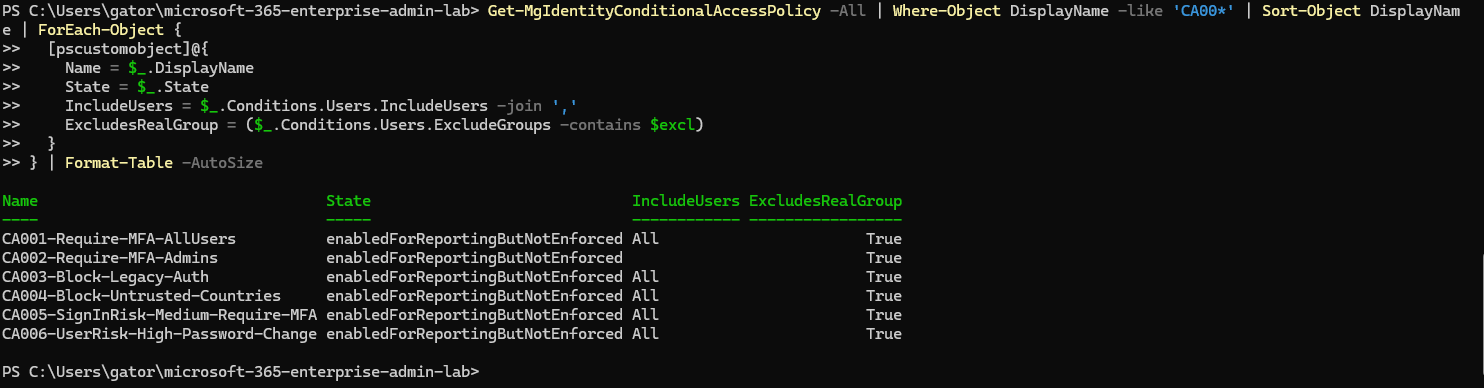 PS C:\Users\gator\microsoft-365-enterprise-admin-lab> Get-MgIdentityConditionalAccessPolicy -All | Where-Object DisplayName -like 'CA00*' | Sort-Object DisplayNam
e | ForEach-Object {
>>   [pscustomobject]@{
>>     Name = $_.DisplayName
>>     State = $_.State
>>     IncludeUsers = $_.Conditions.Users.IncludeUsers -join ','
>>     ExcludesRealGroup = ($_.Conditions.Users.ExcludeGroups -contains $excl)
>>   }
>> } | Format-Table -AutoSize
Name                                State                             IncludeUsers ExcludesRealGroup
----                                -----                             ------------ -----------------
CA001-Require-MFA-AllUsers          enabledForReportingButNotEnforced All                       True
CA002-Require-MFA-Admins            enabledForReportingButNotEnforced                           True
CA003-Block-Legacy-Auth             enabledForReportingButNotEnforced All                       True
CA004-Block-Untrusted-Countries     enabledForReportingButNotEnforced All                       True
CA005-SignInRisk-Medium-Require-MFA enabledForReportingButNotEnforced All                       True
CA006-UserRisk-High-Password-Change enabledForReportingButNotEnforced All                       True
PS C:\Users\gator\microsoft-365-enterprise-admin-lab>